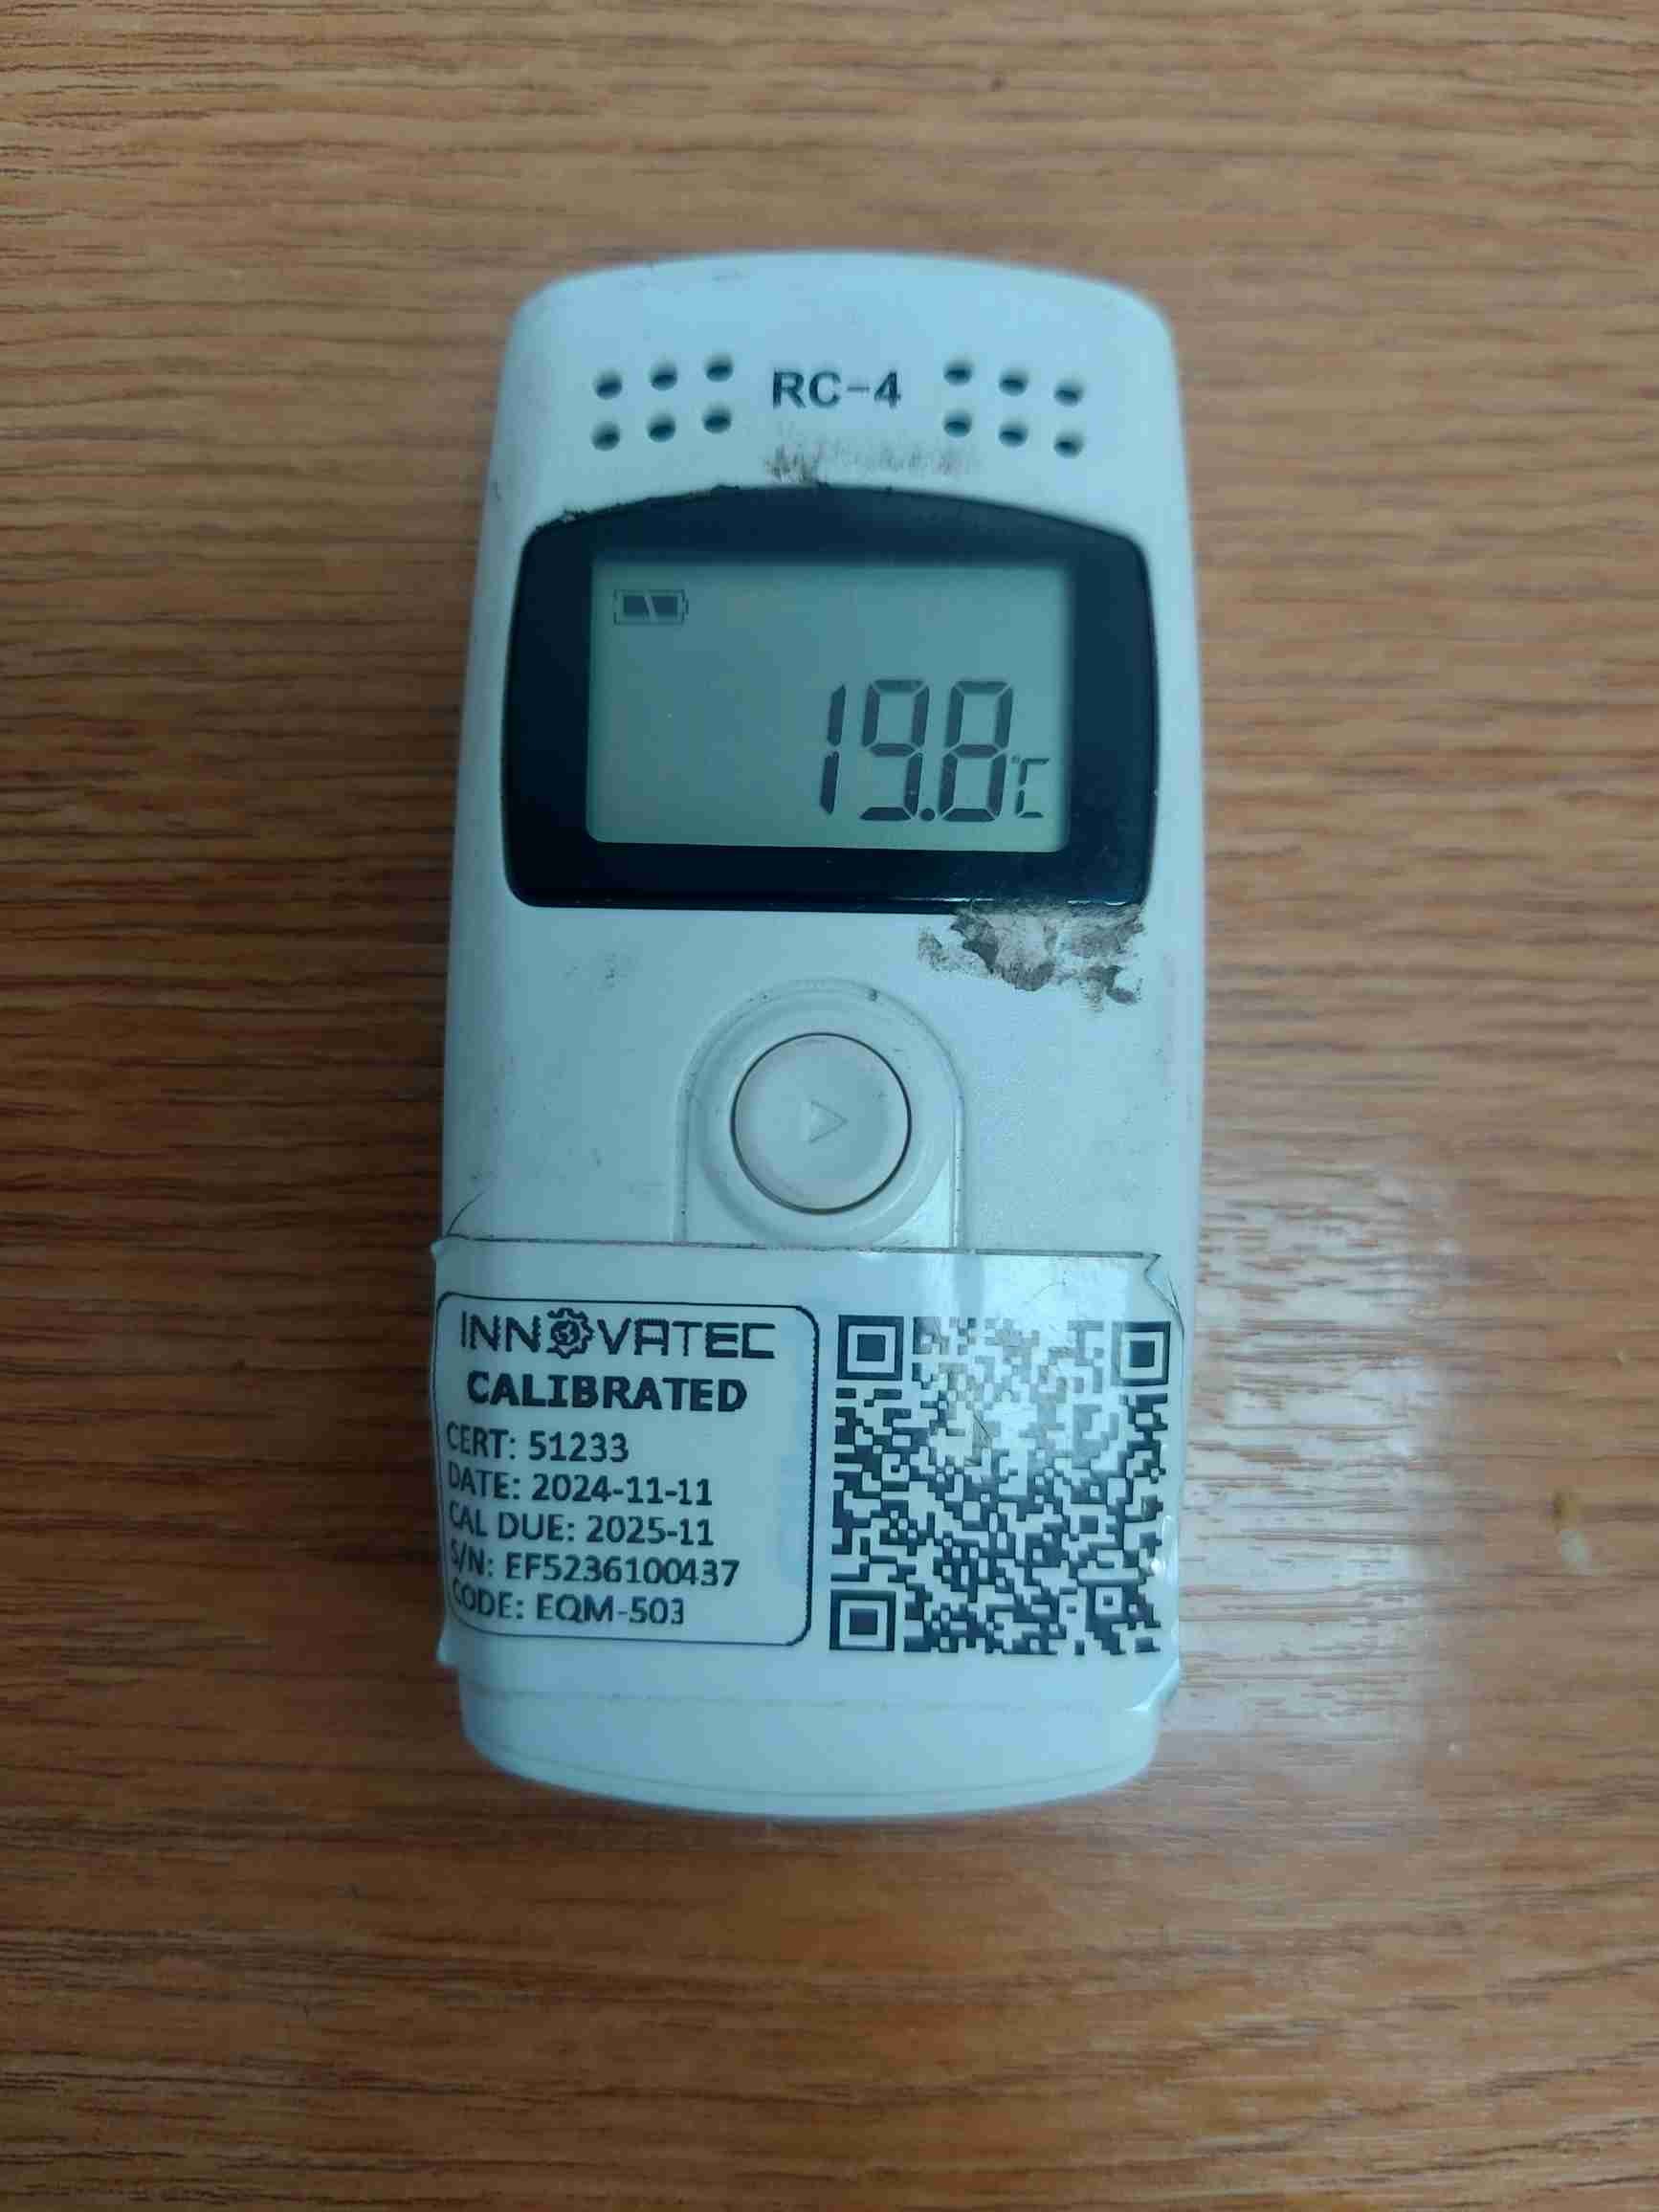 RC-4
19.8℃
INNOVATEC
CALIBRATED
CERT: 51233
DATE: 2024-11-11
CAL DUE: 2025-11
S/N: EF5236100437
CODE: EQM-503